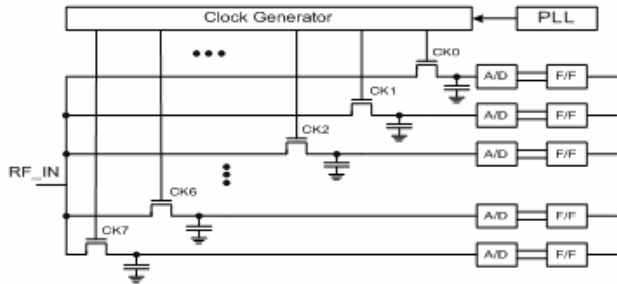 Clock Generator
PLL
CK0
A/D
F/F
CK1
A/D
F/F
CK2
A/D
F/F
RF_IN
CK6
A/D
F/F
CK7
A/D
F/F